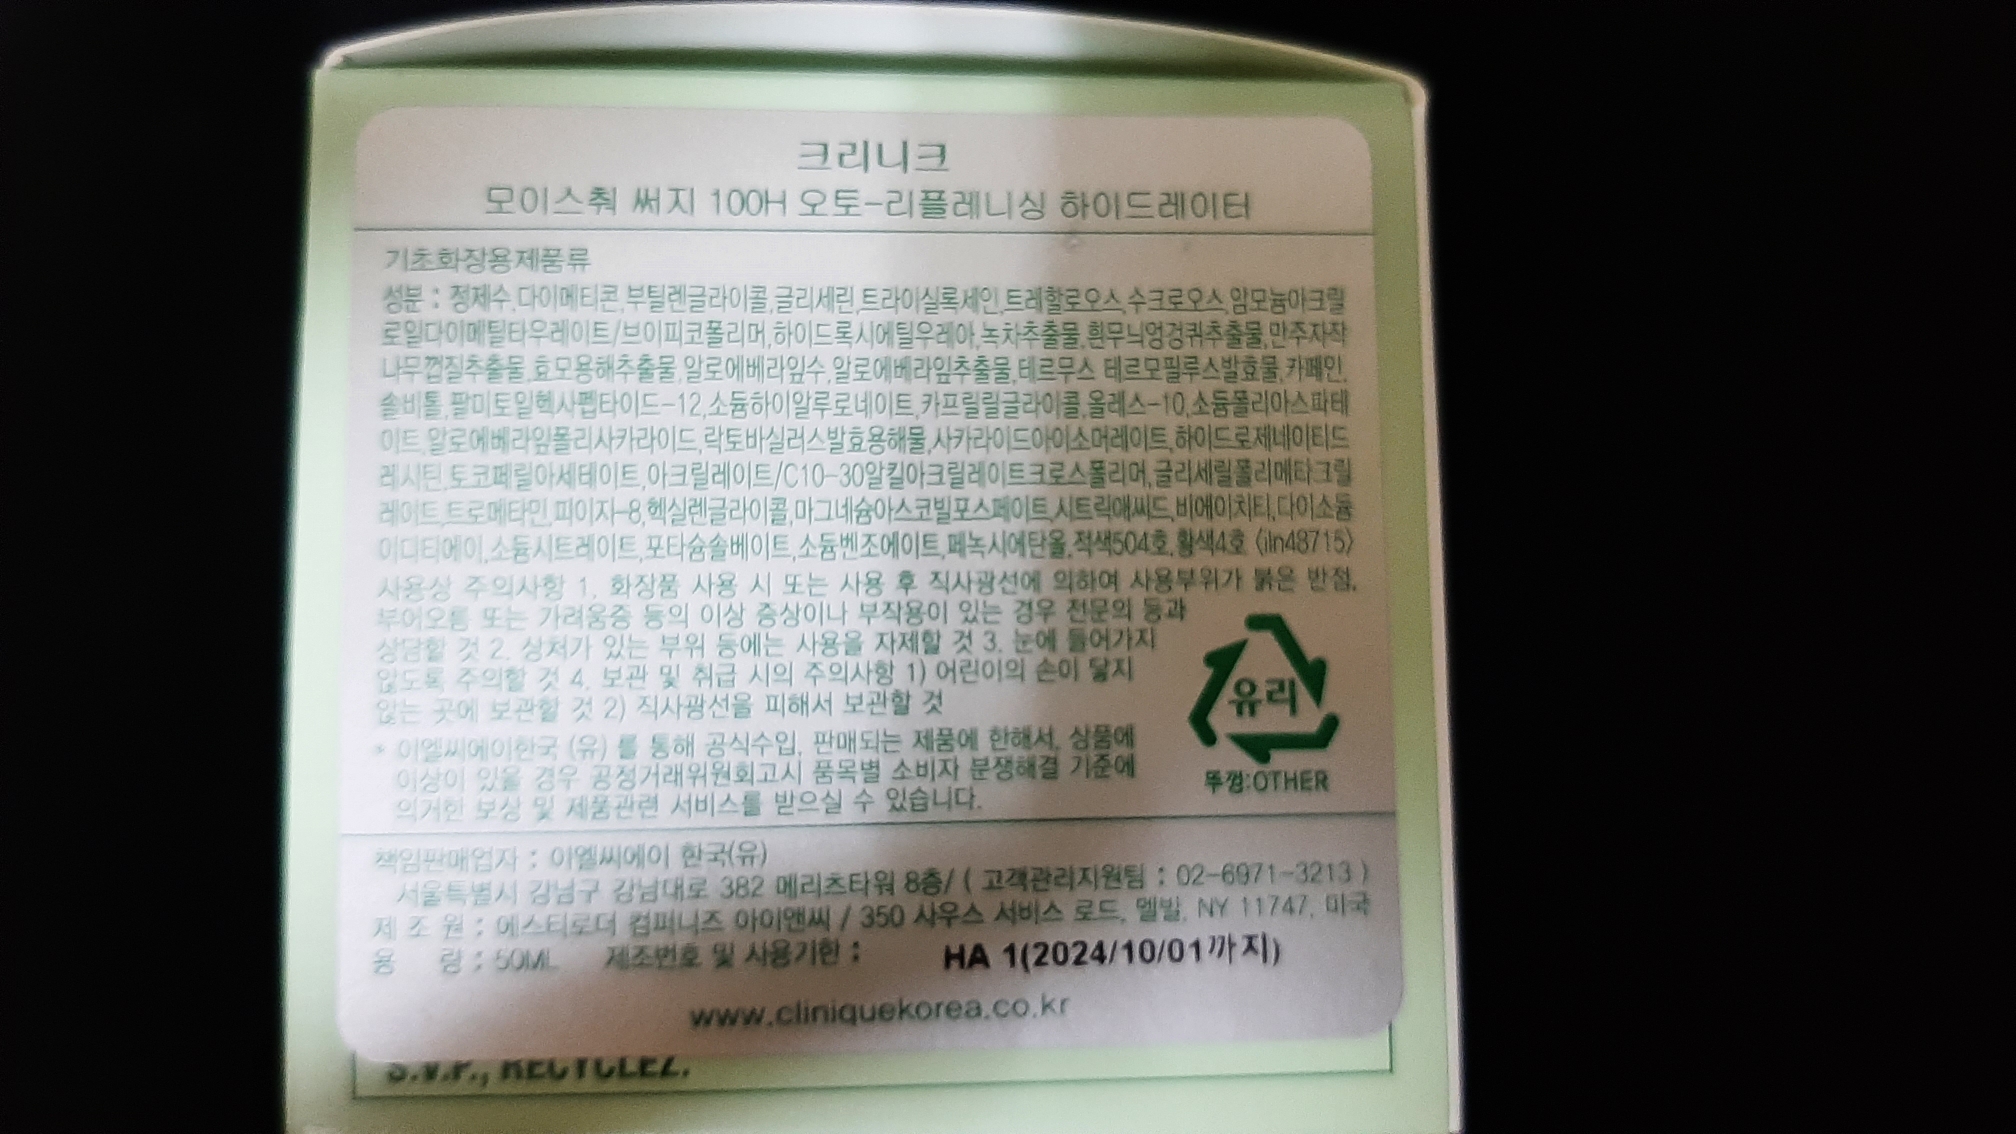 크리니크
모이스춰 써지 100H 오토-리플레니싱 하이드레이터
기초화장용제품류
성분 : 정제수,다이메티콘,부틸렌글라이콜,글리세린,트라이실록세인,트레할로오스,수크로오스,암모늄아크릴
로일다이메틸타우레이트/브이피코폴리머,하이드록시에틸우레아,녹차추출물,흰무늬엉겅퀴추출물,만주자작
나무껍질추출물,효모용해추출물,알로에베라잎수,알로에베라잎추출물,테르무스 테르모필루스발효물,카페인,
솔비톨,팔미토일헥사펩타이드-12,소듐하이알루로네이트,카프릴릴글라이콜,올레스-10,소듐폴리아스파테
이트,알로에베라잎폴리사카라이드,락토바실러스발효용해물,사카라이드아이소머레이트,하이드로제네이티드
레시틴,토코페릴아세테이트,아크릴레이트/C10-30알킬아크릴레이트크로스폴리머,글리세릴폴리메타크릴
레이트,트로메타민,피이지-8,헥실렌글라이콜,마그네슘아스코빌포스페이트,시트릭애씨드,비에이치티,다이소듐
이디티에이,소듐시트레이트,포타슘솔베이트,소듐벤조에이트,페녹시에탄올,적색504호,황색4호 (iln48715)
사용상 주의사항 1. 화장품 사용 시 또는 사용 후 직사광선에 의하여 사용부위가 붉은 반점,
부어오름 또는 가려움증 등의 이상 증상이나 부작용이 있는 경우 전문의 등과
상담할 것 2. 상처가 있는 부위 등에는 사용을 자제할 것 3. 눈에 들어가지
않도록 주의할 것 4. 보관 및 취급 시의 주의사항 1) 어린이의 손이 닿지
않는 곳에 보관할 것 2) 직사광선을 피해서 보관할 것
* 이엘씨에이한국 (유) 를 통해 공식수입, 판매되는 제품에 한해서, 상품에
이상이 있을 경우 공정거래위원회고시 품목별 소비자 분쟁해결 기준에
의거한 보상 및 제품관련 서비스를 받으실 수 있습니다.
유리
뚜껑:OTHER
책임판매업자 : 이엘씨에이 한국(유)
서울특별시 강남구 강남대로 382 메리츠타워 8층/ ( 고객관리지원팀 : 02-6971-3213 )
제 조 원 : 에스티로더 컴퍼니즈 아이앤씨 / 350 사우스 서비스 로드, 멜빌, NY 11747, 미국
용 량 : 50ML 제조번호 및 사용기한 : HA 1(2024/10/01까지)
www.cliniquekorea.co.kr
S.V.P., RECYCLEZ.